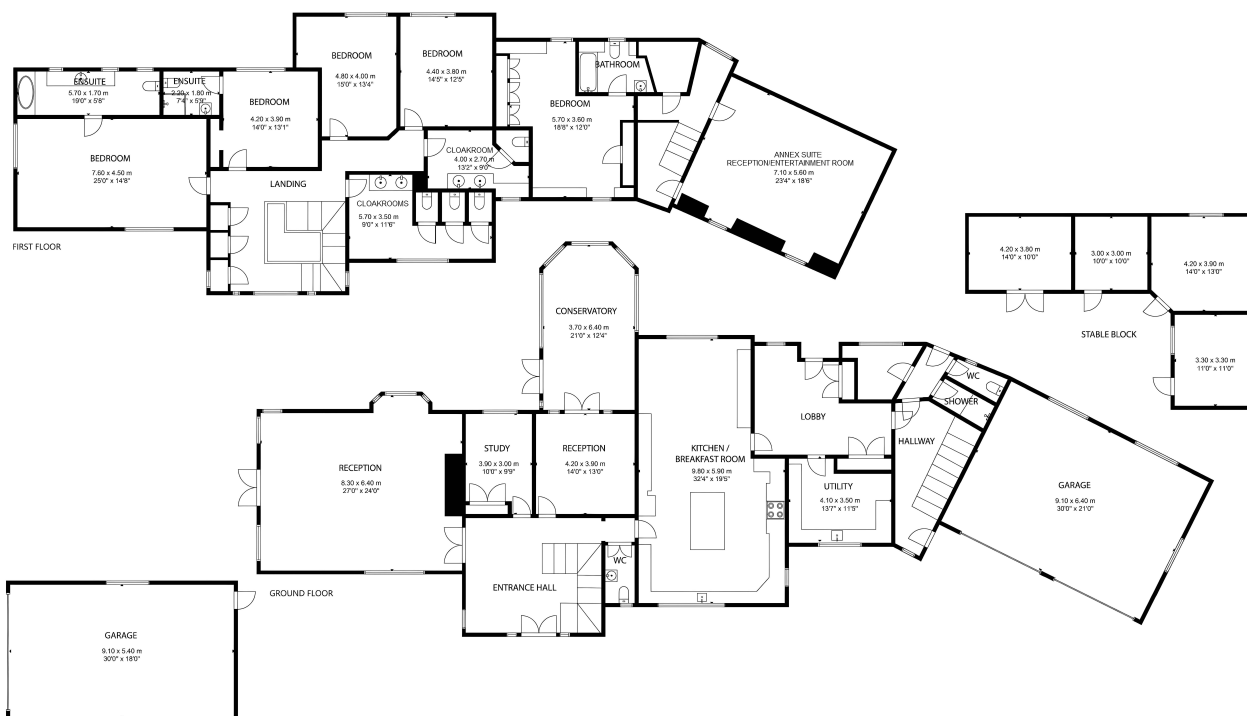 BEDROOM
4.80 x 4.00 m
15'0" x 13'4"
BEDROOM
4.40 x 3.80 m
14'5" x 12'5"
BATHROOM
ENSUITE
5.70 x 1.70 m
19'0" x 5'8"
ENSUITE
2.20 x 1.80 m
7'4" x 5'9"
BEDROOM
4.20 x 3.90 m
14'0" x 13'1"
BEDROOM
5.70 x 3.60 m
18'8" x 12'0"
BEDROOM
7.60 x 4.50 m
25'0" x 14'8"
CLOAKROOM
4.00 x 2.70 m
13'2" x 9'0"
ANNEX SUITE
RECEPTION/ENTERTAINMENT ROOM
7.10 x 5.60 m
23'4" x 18'6"
LANDING
CLOAKROOMS
5.70 x 3.50 m
9'0" x 11'6"
FIRST FLOOR
4.20 x 3.80 m
14'0" x 10'0"
3.00 x 3.00 m
10'0" x 10'0"
4.20 x 3.90 m
14'0" x 13'0"
STABLE BLOCK
3.30 x 3.30 m
11'0" x 11'0"
CONSERVATORY
3.70 x 6.40 m
21'0" x 12'4"
WC
SHOWER
LOBBY
HALLWAY
RECEPTION
8.30 x 6.40 m
27'0" x 24'0"
STUDY
3.90 x 3.00 m
10'0" x 9'9"
RECEPTION
4.20 x 3.90 m
14'0" x 13'0"
KITCHEN /
BREAKFAST ROOM
9.80 x 5.90 m
32'4" x 19'5"
UTILITY
4.10 x 3.50 m
13'7" x 11'5"
GARAGE
9.10 x 6.40 m
30'0" x 21'0"
WC
ENTRANCE HALL
GROUND FLOOR
GARAGE
9.10 x 5.40 m
30'0" x 18'0"